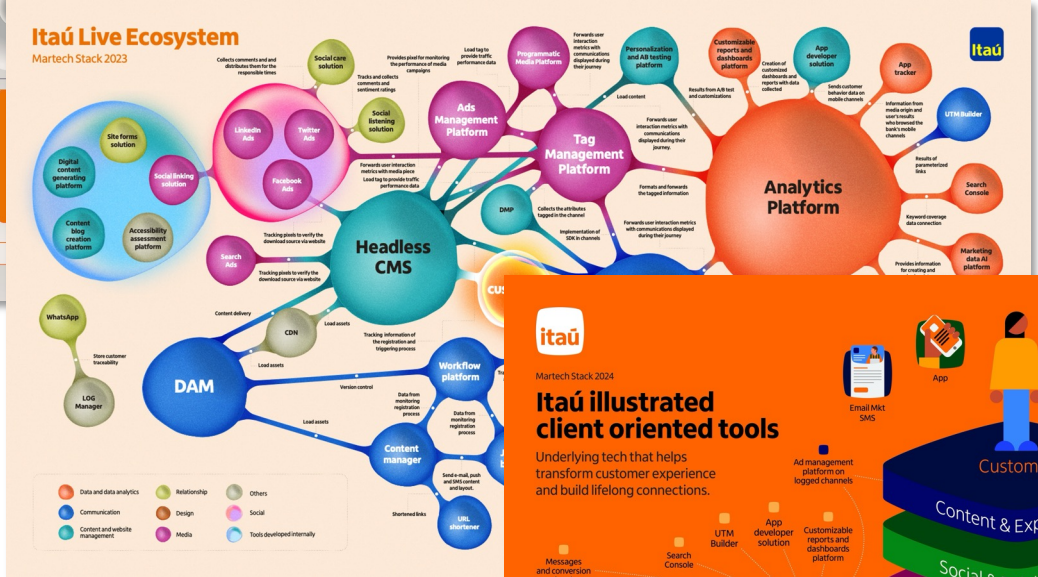 Itaú Live Ecosystem
Martech Stack 2023
Itaú
Collects comments and and
distributes them for the
responsible times
Social care
solution
Tracks and collects
comments and
sentiment ratings
Social
listening
solution
Provides pixel for monitoring
the performance of media
campaigns
Load tag to
provide traffic
performance data
Programmatic
Media Platform
Forwards user
interaction
metrics with
communications
displayed during
their journey
Personalization
and AB testing
platform
Load content
Results from A/B test
and customizations
Customizable
reports and
dashboards
platform
Creation of
customized
dashboards and
reports with data
collected
App
developer
solution
Sends customer
behavior data on
mobile channels
App
tracker
Information from
media origin and
user's results
who browsed the
bank's mobile
channels
UTM Builder
Results of
parameterized
links
Search
Console
Keyword coverage
data connection
Marketing
data AI
platform
Provides information
for creating and
Analytics
Platform
Ads
Management
Platform
Tag
Management
Platform
Forwards user
interaction metrics with
communications
displayed during their
journey.
Formats and forwards
the tagged information
Forwards user interaction metrics
with communications displayed
during their journey
DMP
Collects the attributes
tagged in the channel
Implementation of
SDK in channels
Site forms
solution
Digital
content
generating
platform
Social linking
solution
Content
blog
creation
platform
Accessibility
assessment
platform
LinkedIn
Ads
Twitter
Ads
Facebook
Ads
Forwards user interaction
metrics with media piece
Load tag to provide traffic
performance data
Headless
CMS
Search
Ads
Tracking pixels to verify the
download source via website
Tracking pixels to verify the
download source via website
CUS
WhatsApp
Store customer
traceability
LOG
Manager
Content delivery
CDN
Load assets
Load assets
Tracking information of
the registration and
triggering process
DAM
Version control
Workflow
platform
Load assets
Data from
monitoring
registration
process
Data from
monitoring
registration
process
Content
manager
Send e-mail, push
and SMS content
and layout.
Shortened links
URL
shortener
Data and data analytics
Relationship
Others
Communication
Design
Social
Content and website
management
Media
Tools developed internally
itaú
Martech Stack 2024
Itaú illustrated
client oriented tools
Underlying tech that helps
transform customer experience
and build lifelong connections.
Email Mkt
SMS
App
Ad management
platform on
logged channels
UTM
Builder
App
developer
solution
Customizable
reports and
dashboards
platform
Search
Console
Messages
and conversion
Custom
Content & Exp
Social